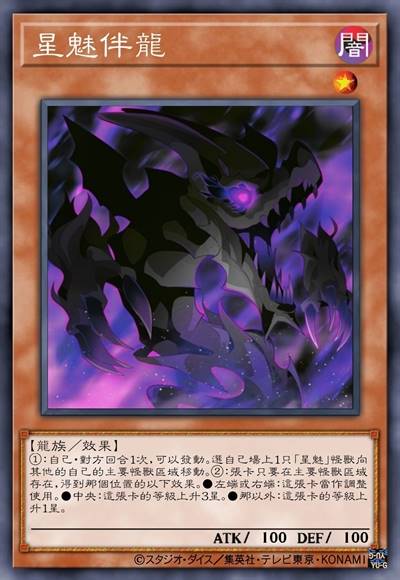 星魅伴龍
闇
【龍族／效果】
①：自己・對方回合1次，可以發動。選自己場上1只「星魅」怪獸向
其他的自己的主要怪獸區域移動。②：這張卡只要在主要怪獸區域
存在，得到那個位置的以下效果。●左端或右端：這張卡當作調整
使用。●中央：這張卡的等級上升3星。●那以外：這張卡的等級上
升1星。
ATK/ 100 DEF/ 100
©スタジオ・ダイス／集英社・テレビ東京・KONAMI